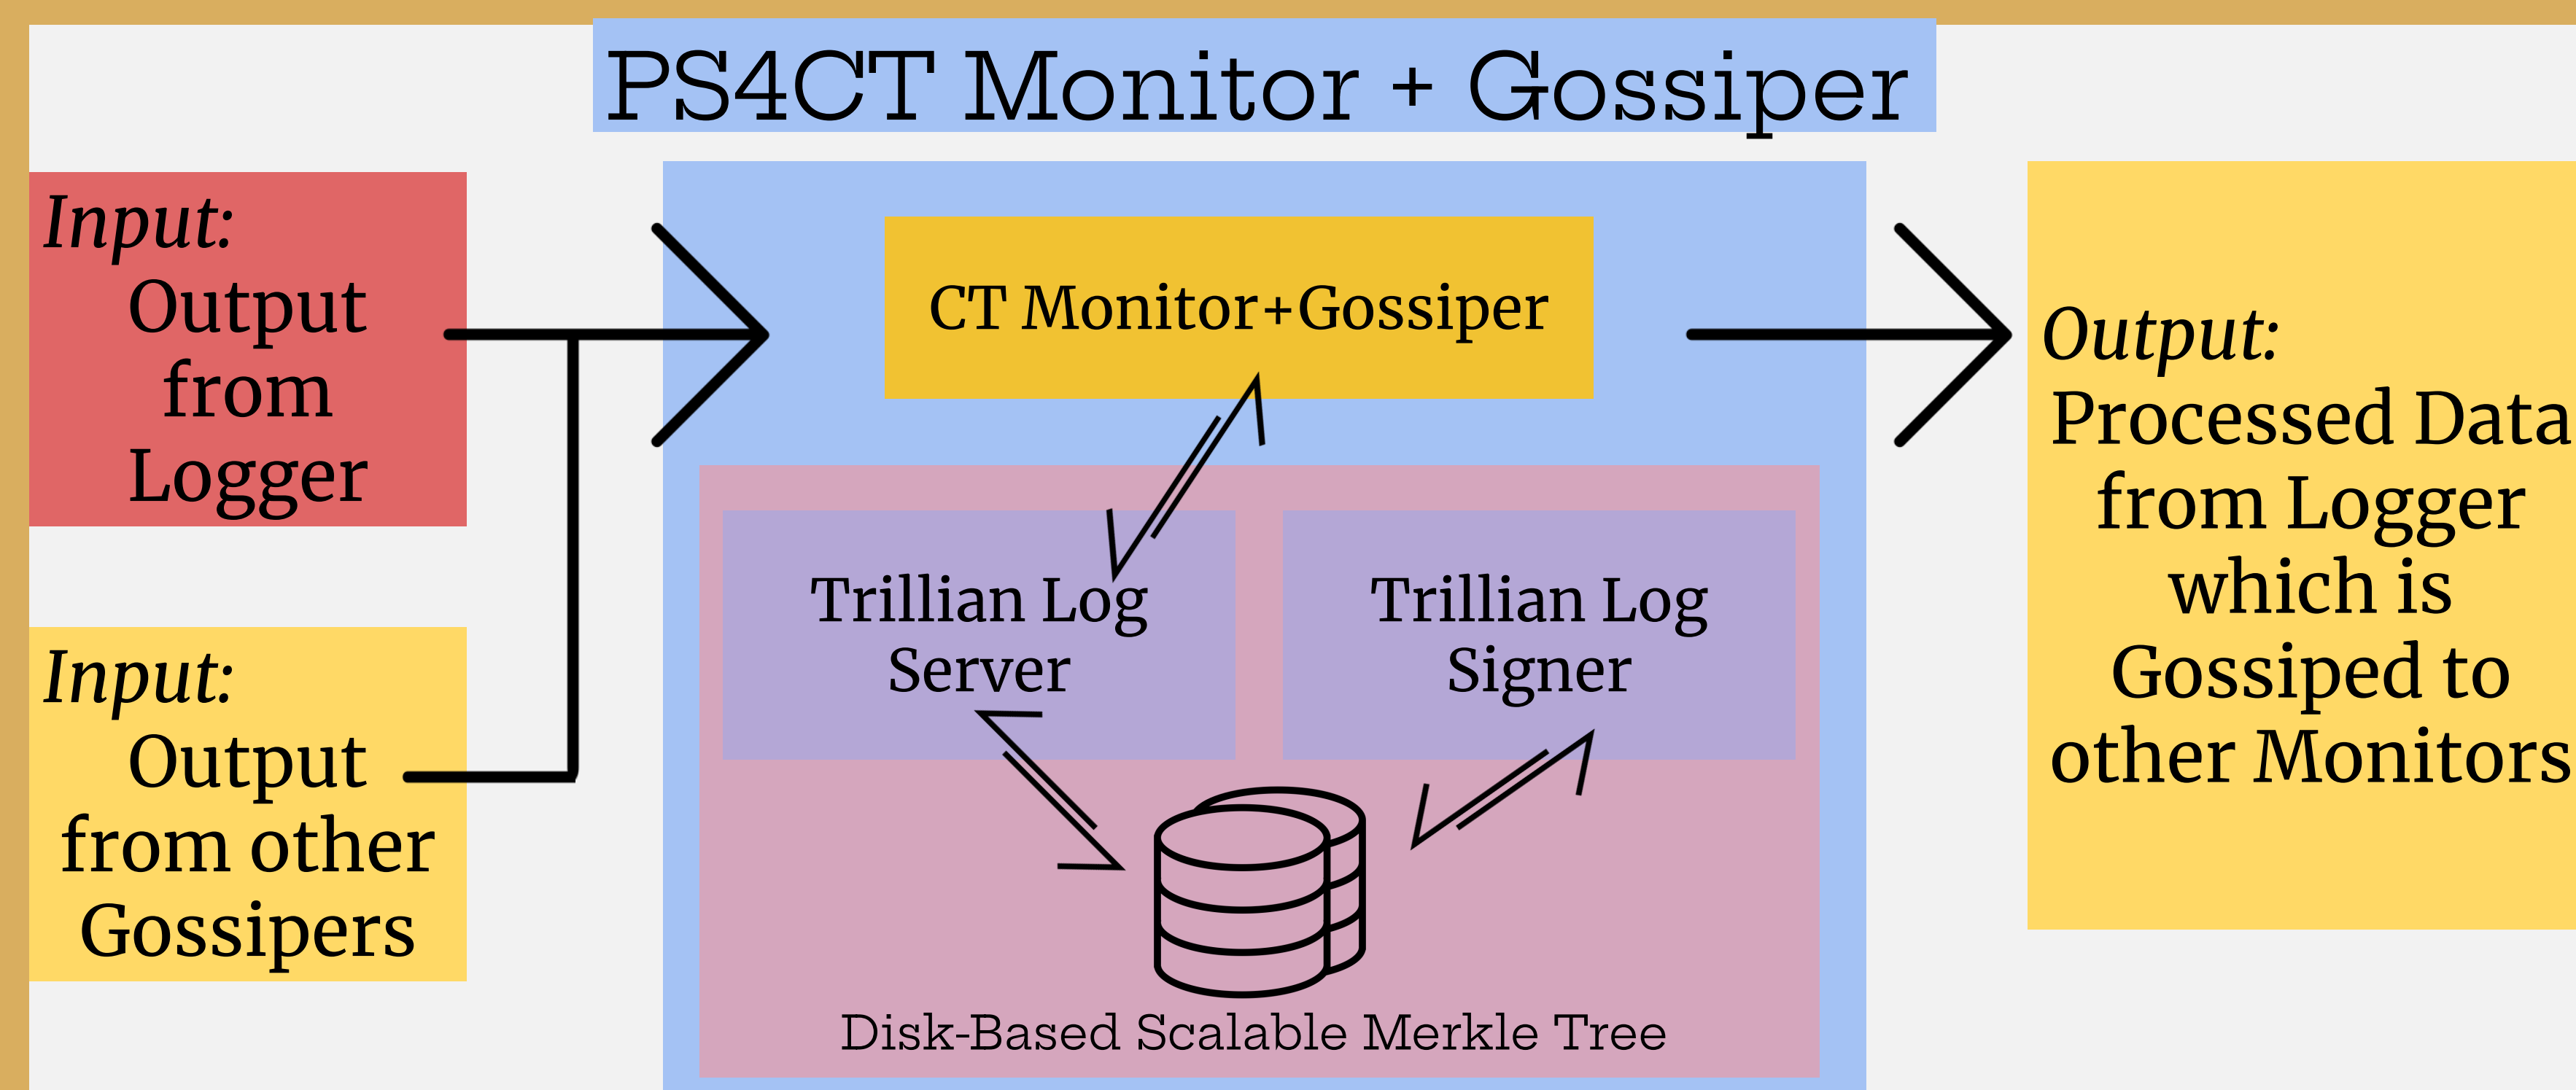 PS4CT Monitor + Gossiper
Input:
Output
from
Logger
Input:
Output
from other
Gossipers
CT Monitor+Gossiper
Trillian Log
Server
Trillian Log
Signer
Disk-Based Scalable Merkle Tree
Output:
Processed Data
from Logger
which is
Gossiped to
other Monitors